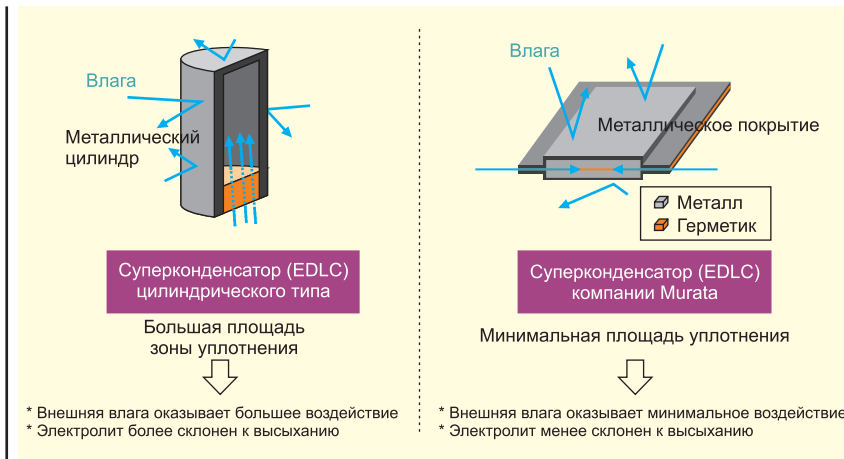 Влага
Металлический
цилиндр
Суперконденсатор (EDLC)
цилиндрического типа
Большая площадь
зоны уплотнения
* Внешняя влага оказывает большее воздействие
* Электролит более склонен к высыханию
Влага
Металлическое покрытие
Металл
Герметик
Суперконденсатор (EDLC)
компании Murata
Минимальная площадь уплотнения
* Внешняя влага оказывает минимальное воздействие
* Электролит менее склонен к высыханию